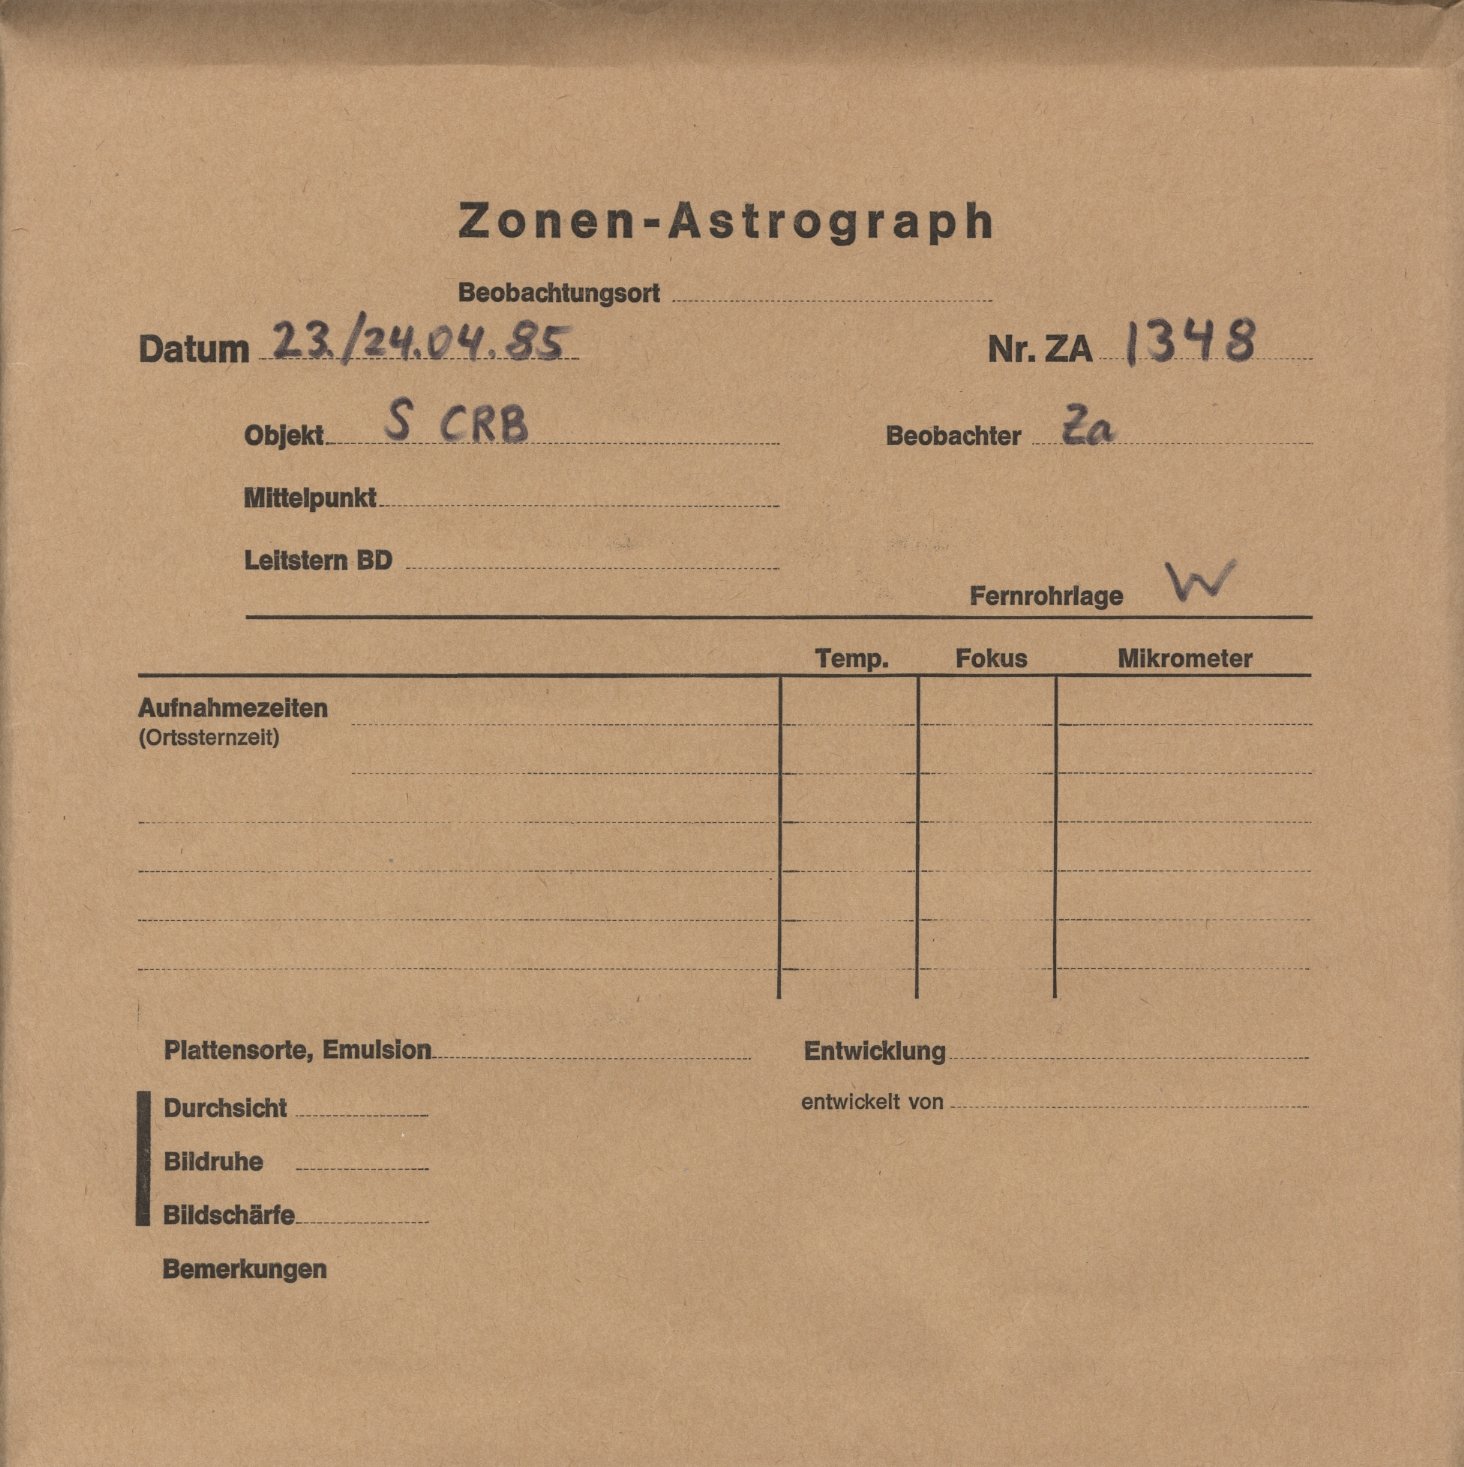 Zonen-Astrograph
Beobachtungsort
Datum 23./24.04.85 Nr. ZA 1348
Objekt S CRB Beobachter Za
Mittelpunkt
Leitstern BD
Fernrohrlage W
Temp. Fokus Mikrometer
Aufnahmezeiten
(Ortssternzeit)
Plattensorte, Emulsion Entwicklung
Durchsicht entwickelt von
Bildruhe
Bildschärfe
Bemerkungen